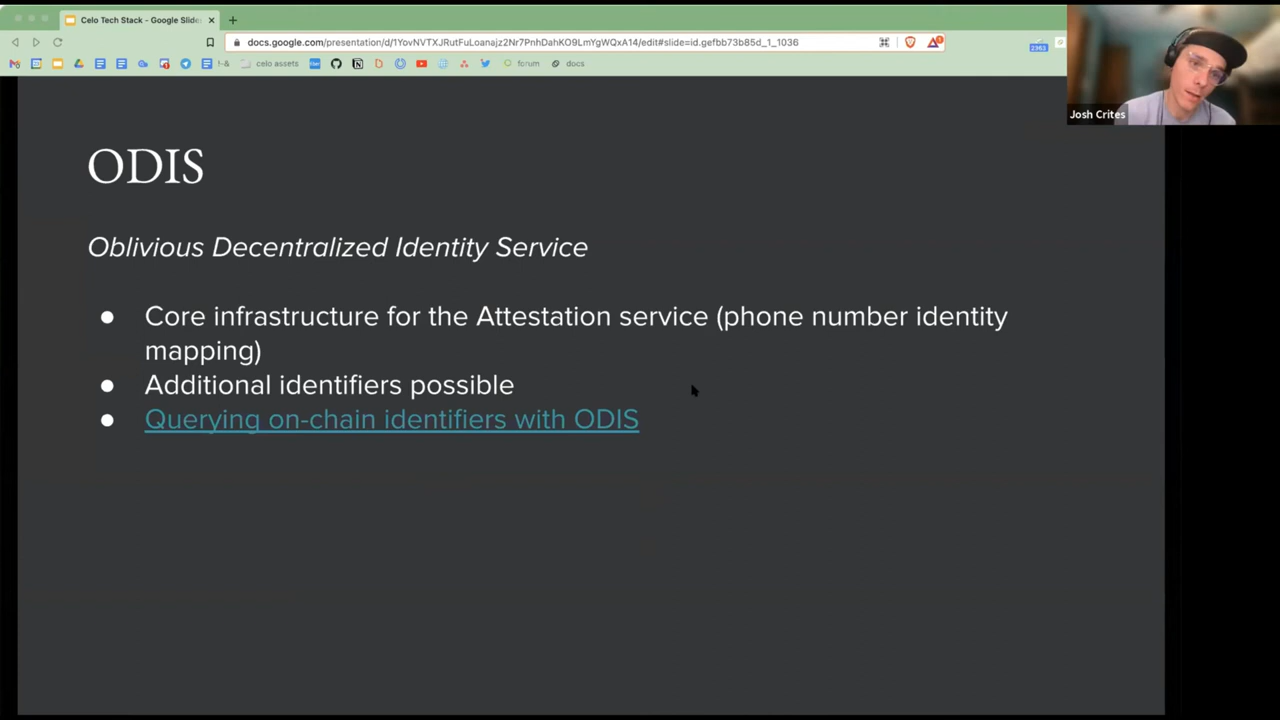 Celo Tech Stack - Google Slide
docs.google.com/presentation/d/1YovNVTXJRutFuLoanajz2Nr7PnhDahKO9LmYgWQxA14/edit#slide=id.gefbb73b85d_1_1036
2363
celo assets
forum
docs
Josh Crites
ODIS
Oblivious Decentralized Identity Service
● Core infrastructure for the Attestation service (phone number identity
mapping)
● Additional identifiers possible
● Querying on-chain identifiers with ODIS